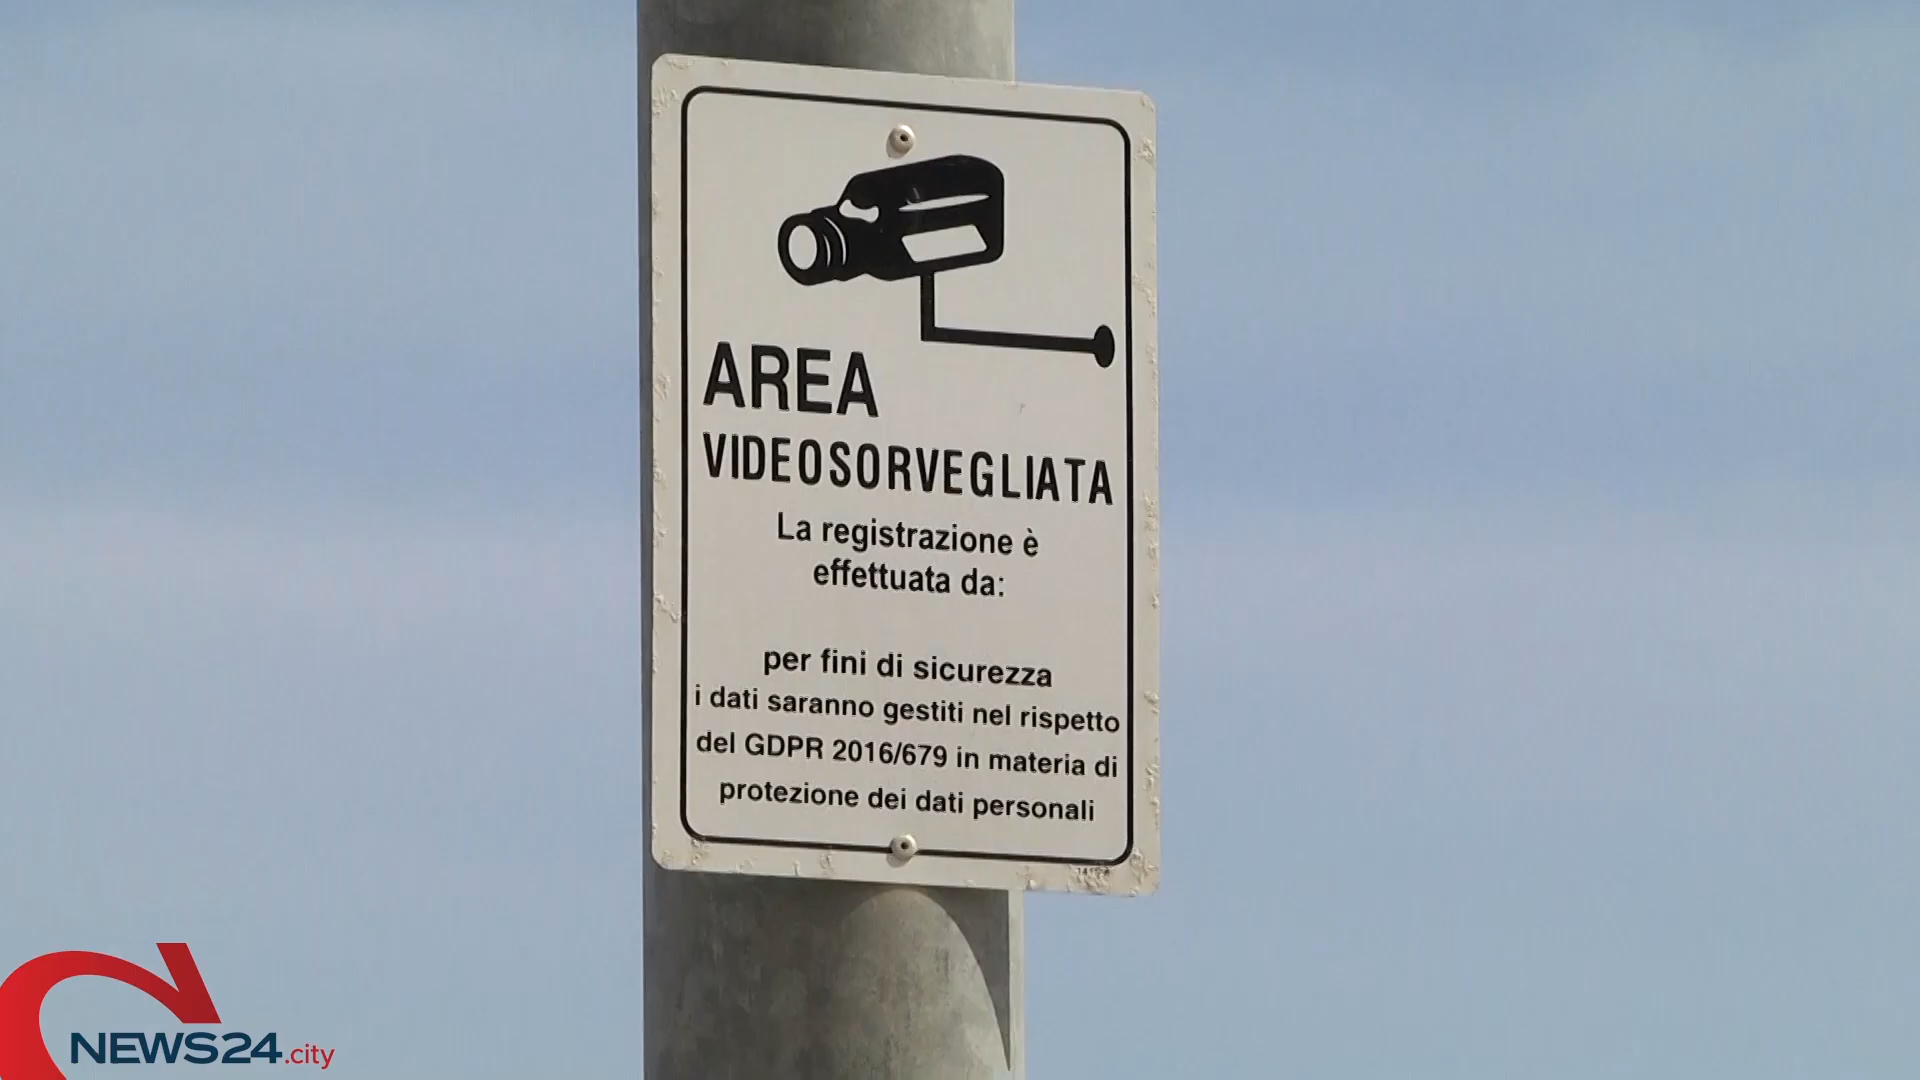 AREA
VIDEOSORVEGLIATA
La registrazione è
effettuata da:
per fini di sicurezza
i dati saranno gestiti nel rispetto
del GDPR 2016/679 in materia di
protezione dei dati personali
NEWS24.city